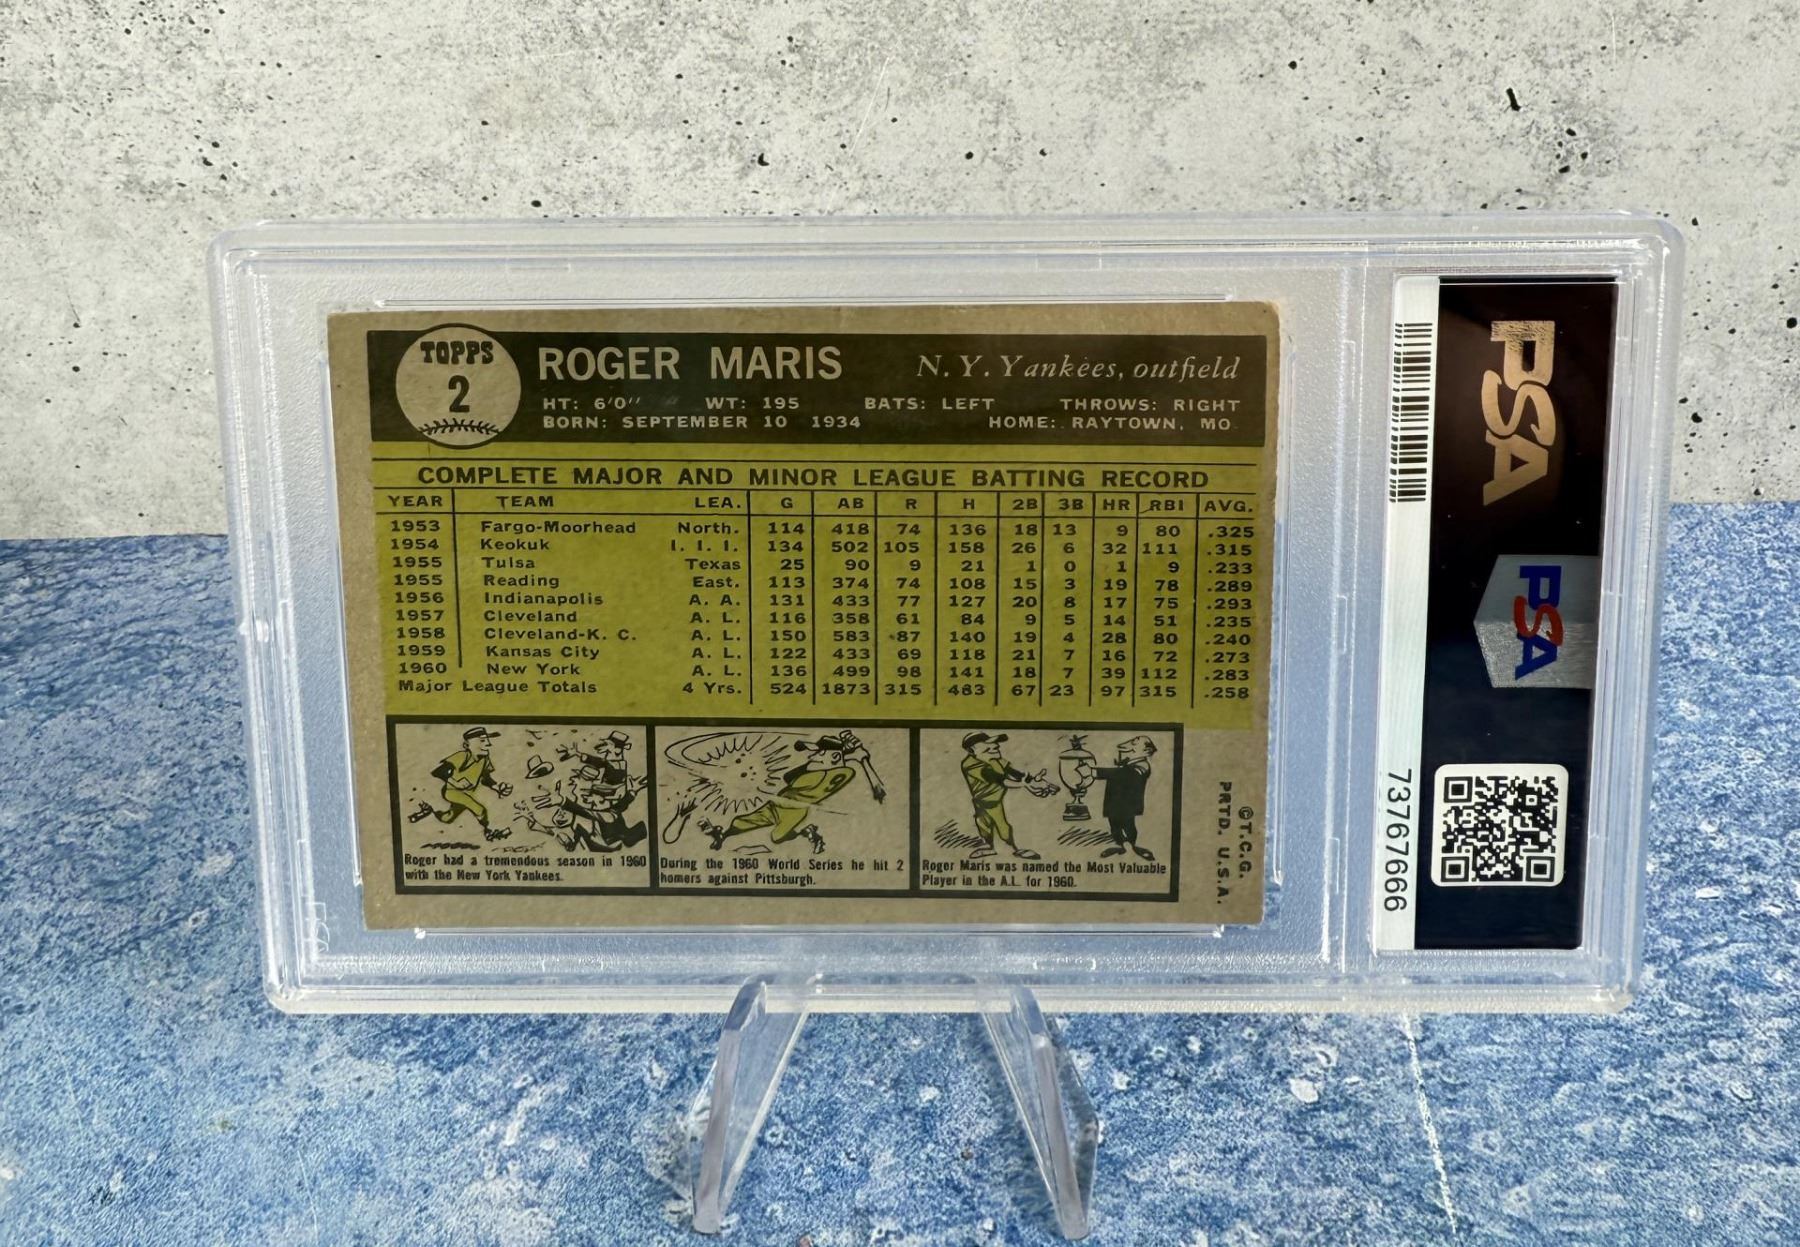 TOPPS
2
ROGER MARIS
N. Y. Yankees, outfield
HT: 6'0" WT: 195 BATS: LEFT THROWS: RIGHT
BORN: SEPTEMBER 10 1934 HOME: RAYTOWN, MO.
COMPLETE MAJOR AND MINOR LEAGUE BATTING RECORD
YEAR TEAM LEA. G AB R H 2B 3B HR RBI AVG.
1953 Fargo-Moorhead North. 114 418 74 136 18 13 9 80 .325
1954 Keokuk I. I. I. 134 502 105 158 26 6 32 111 .315
1955 Tulsa Texas 25 90 9 21 1 0 1 9 .233
1955 Reading East. 113 374 74 108 15 3 19 78 .289
1956 Indianapolis A. A. 131 433 77 127 20 8 17 75 .293
1957 Cleveland A. L. 116 358 61 84 9 5 14 51 .235
1958 Cleveland-K. C. A. L. 150 583 87 140 19 4 28 80 .240
1959 Kansas City A. L. 122 433 69 118 21 7 16 72 .273
1960 New York A. L. 136 499 98 141 18 7 39 112 .283
Major League Totals 4 Yrs. 524 1873 315 483 67 23 97 315 .258
Roger had a tremendous season in 1960
with the New York Yankees.
During the 1960 World Series he hit 2
homers against Pittsburgh.
Roger Maris was named the Most Valuable
Player in the A.L. for 1960.
©T.C.G.
PRTD. U.S.A.
PSA
PSA
73767666